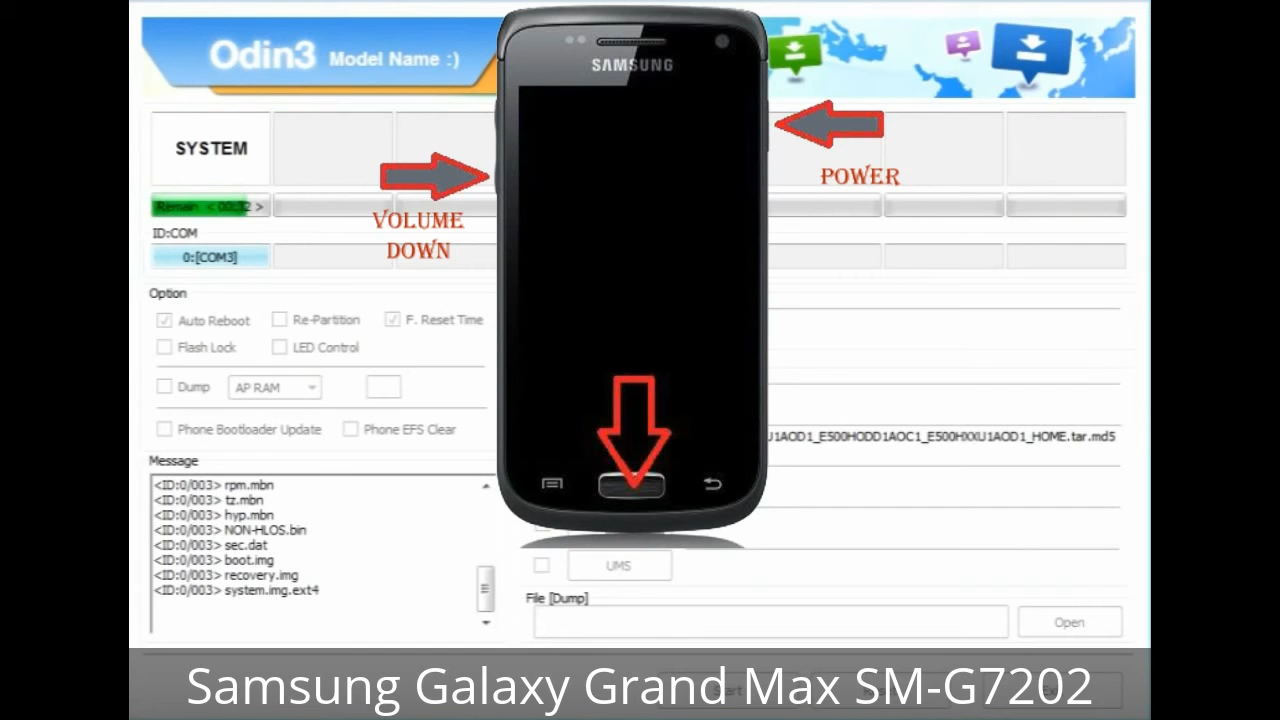 Odin3 Model Name :)
SAMSUNG
SYSTEM
POWER
Remain < 00:32 >
VOLUME
DOWN
ID:COM
0:[COM3]
Option
Auto Reboot
Re-Partition
F. Reset Time
Flash Lock
LED Control
Dump
AP RAM
Phone Bootloader Update
Phone EFS Clear
U1AOD1_E500HODD1AOC1_E500HXXU1AOD1_HOME.tar.md5
Message
<ID:0/003> rpm.mbn
<ID:0/003> tz.mbn
<ID:0/003> hyp.mbn
<ID:0/003> NON-HLOS.bin
<ID:0/003> sec.dat
<ID:0/003> boot.img
<ID:0/003> recovery.img
<ID:0/003> system.img.ext4
UMS
File [Dump]
Open
Samsung Galaxy Grand Max SM-G7202